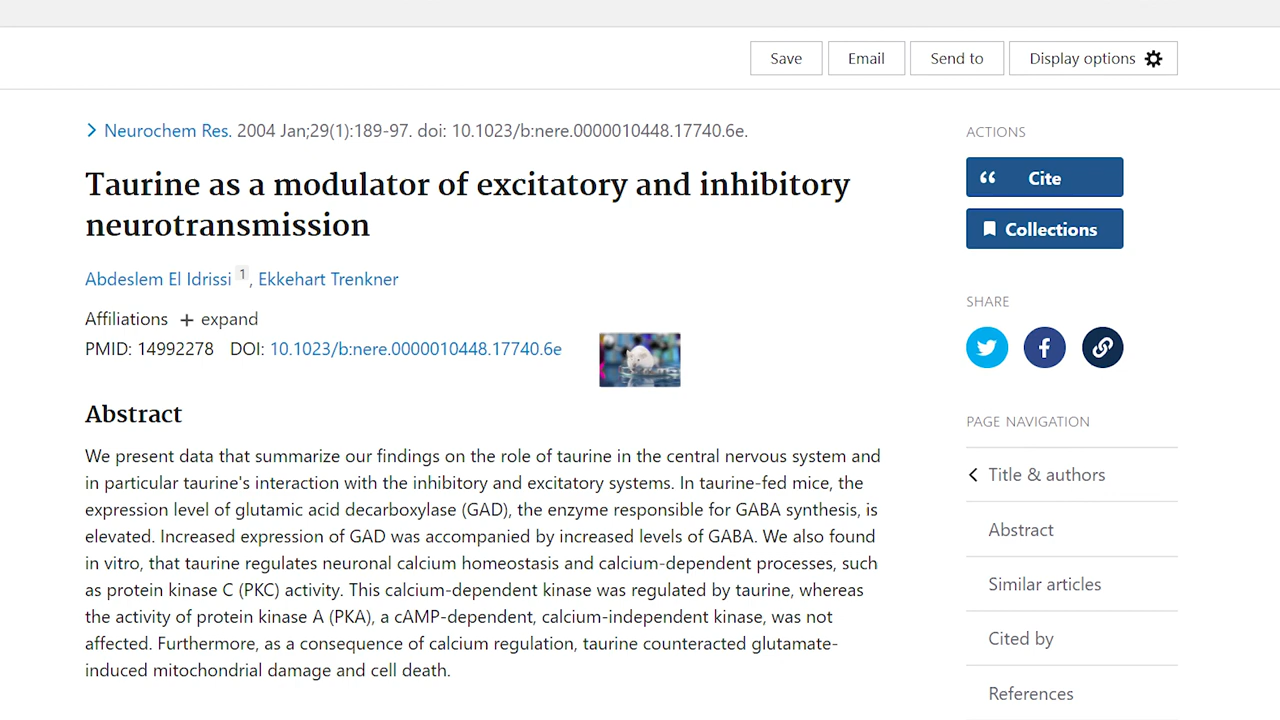 Save Email Send to Display options
Neurochem Res. 2004 Jan;29(1):189-97. doi: 10.1023/b:nere.0000010448.17740.6e.
Taurine as a modulator of excitatory and inhibitory
neurotransmission
Abdeslem El Idrissi 1, Ekkehart Trenkner
Affiliations + expand
PMID: 14992278 DOI: 10.1023/b:nere.0000010448.17740.6e
Abstract
We present data that summarize our findings on the role of taurine in the central nervous system and
in particular taurine's interaction with the inhibitory and excitatory systems. In taurine-fed mice, the
expression level of glutamic acid decarboxylase (GAD), the enzyme responsible for GABA synthesis, is
elevated. Increased expression of GAD was accompanied by increased levels of GABA. We also found
in vitro, that taurine regulates neuronal calcium homeostasis and calcium-dependent processes, such
as protein kinase C (PKC) activity. This calcium-dependent kinase was regulated by taurine, whereas
the activity of protein kinase A (PKA), a cAMP-dependent, calcium-independent kinase, was not
affected. Furthermore, as a consequence of calcium regulation, taurine counteracted glutamate-
induced mitochondrial damage and cell death.
ACTIONS
Cite
Collections
SHARE
PAGE NAVIGATION
Title & authors
Abstract
Similar articles
Cited by
References